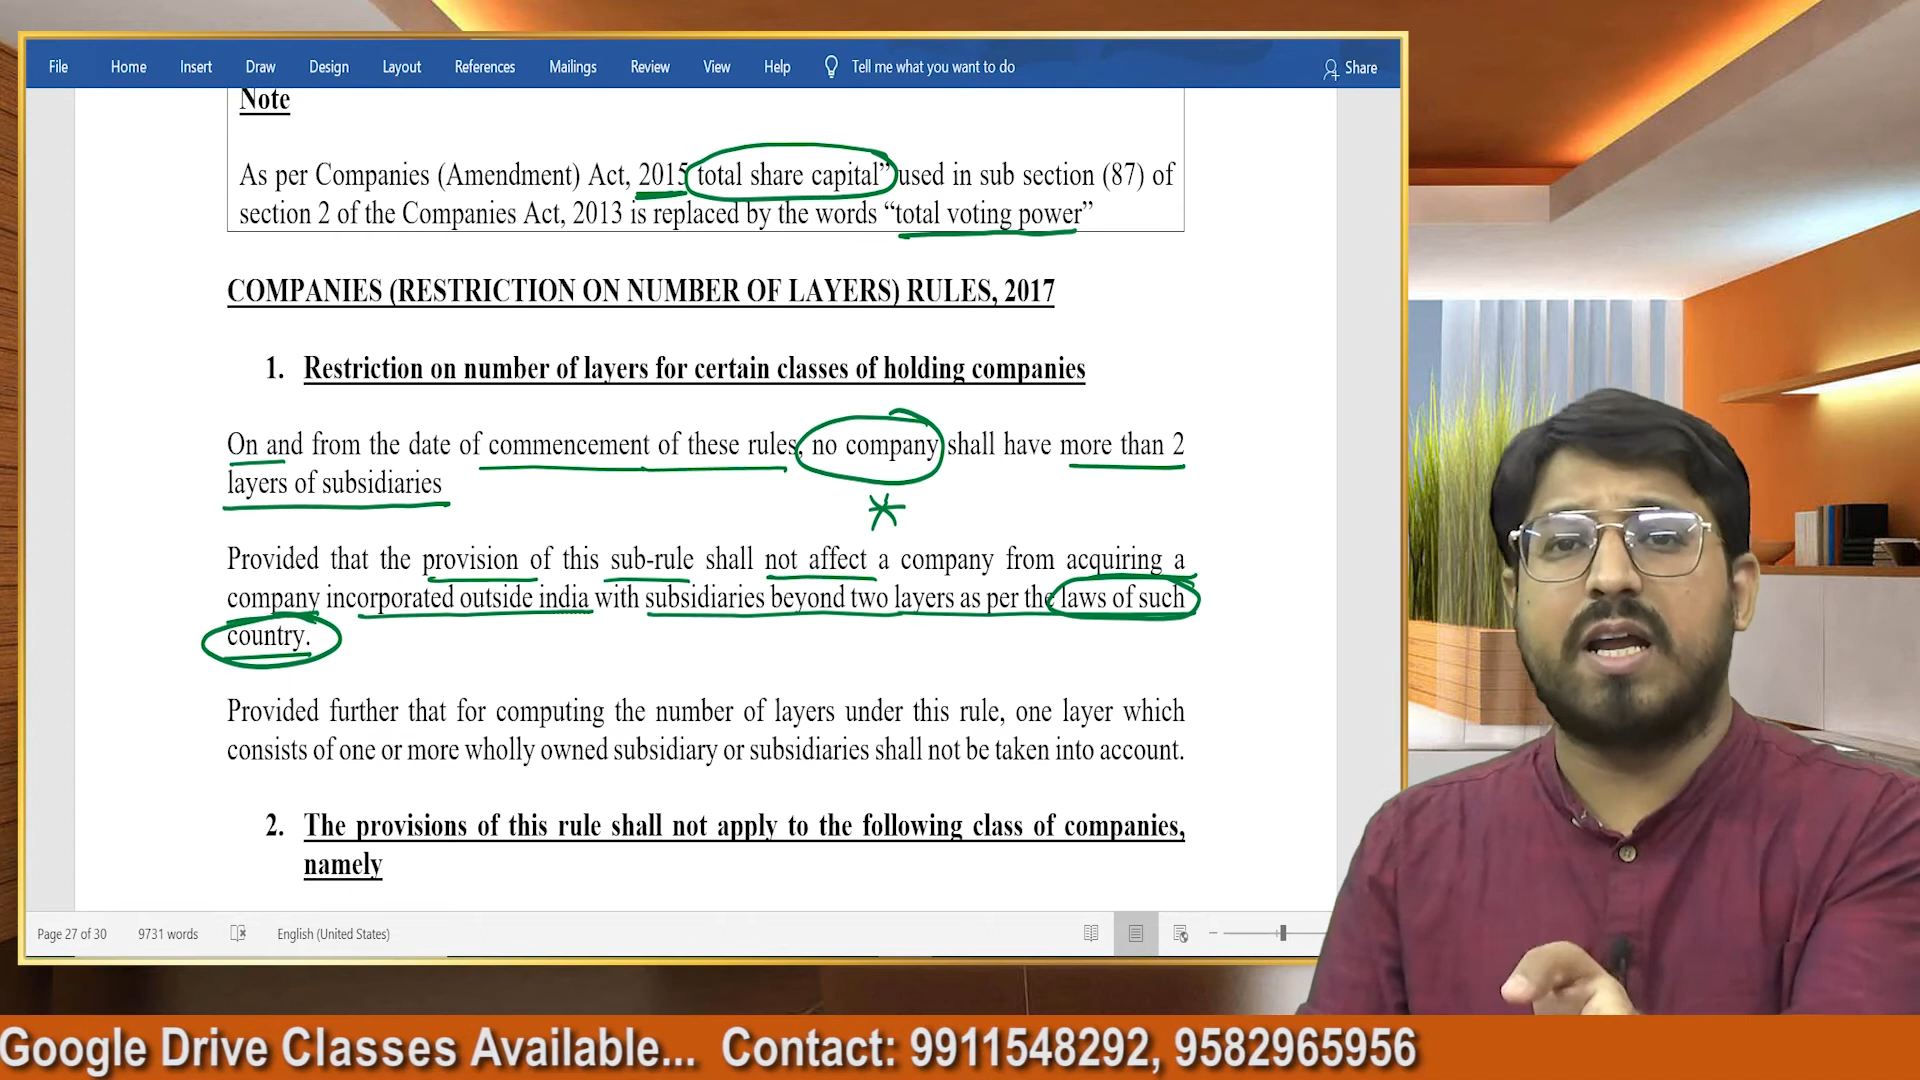 File Home Insert Draw Design Layout References Mailings Review View Help Tell me what you want to do Share
Note
As per Companies (Amendment) Act, 2015 total share capital” used in sub section (87) of
section 2 of the Companies Act, 2013 is replaced by the words “total voting power”
COMPANIES (RESTRICTION ON NUMBER OF LAYERS) RULES, 2017
1. Restriction on number of layers for certain classes of holding companies
On and from the date of commencement of these rules, no company shall have more than 2
layers of subsidiaries
Provided that the provision of this sub-rule shall not affect a company from acquiring a
company incorporated outside india with subsidiaries beyond two layers as per the laws of such
country.
Provided further that for computing the number of layers under this rule, one layer which
consists of one or more wholly owned subsidiary or subsidiaries shall not be taken into account.
2. The provisions of this rule shall not apply to the following class of companies,
namely
Page 27 of 30 9731 words English (United States)
Google Drive Classes Available... Contact: 9911548292, 9582965956